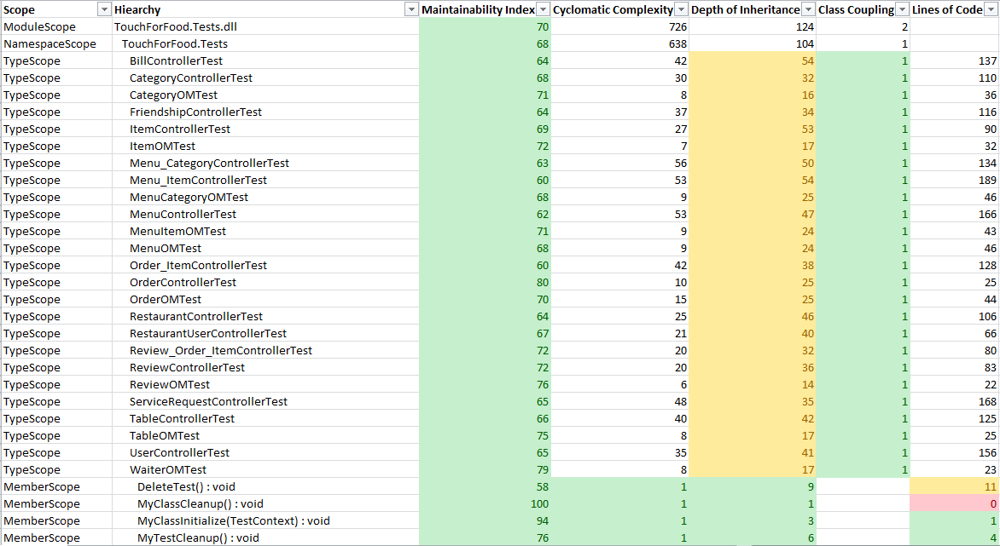 Scope Hiearchy Maintainability Index Cyclomatic Complexity Depth of Inheritance Class Coupling Lines of Code
ModuleScope TouchForFood.Tests.dll 70 726 124 2
NamespaceScope TouchForFood.Tests 68 638 104 1
TypeScope BillControllerTest 64 42 54 1 137
TypeScope CategoryControllerTest 68 30 32 1 110
TypeScope CategoryOMTest 71 8 16 1 36
TypeScope FriendshipControllerTest 64 37 34 1 116
TypeScope ItemControllerTest 69 27 53 1 90
TypeScope ItemOMTest 72 7 17 1 32
TypeScope Menu_CategoryControllerTest 63 56 50 1 134
TypeScope Menu_ItemControllerTest 60 53 54 1 189
TypeScope MenuCategoryOMTest 68 9 25 1 46
TypeScope MenuControllerTest 62 53 47 1 166
TypeScope MenuItemOMTest 71 9 24 1 43
TypeScope MenuOMTest 68 9 24 1 46
TypeScope Order_ItemControllerTest 60 42 38 1 128
TypeScope OrderControllerTest 80 10 25 1 25
TypeScope OrderOMTest 70 15 25 1 44
TypeScope RestaurantControllerTest 64 25 46 1 106
TypeScope RestaurantUserControllerTest 67 21 40 1 66
TypeScope Review_Order_ItemControllerTest 72 20 32 1 80
TypeScope ReviewControllerTest 72 20 36 1 83
TypeScope ReviewOMTest 76 6 14 1 22
TypeScope ServiceRequestControllerTest 65 48 35 1 168
TypeScope TableControllerTest 66 40 42 1 125
TypeScope TableOMTest 75 8 17 1 25
TypeScope UserControllerTest 65 35 41 1 156
TypeScope WaiterOMTest 79 8 17 1 23
MemberScope DeleteTest() : void 58 1 9 11
MemberScope MyClassCleanup() : void 100 1 1 0
MemberScope MyClassInitialize(TestContext) : void 94 1 3 1
MemberScope MyTestCleanup() : void 76 1 6 4